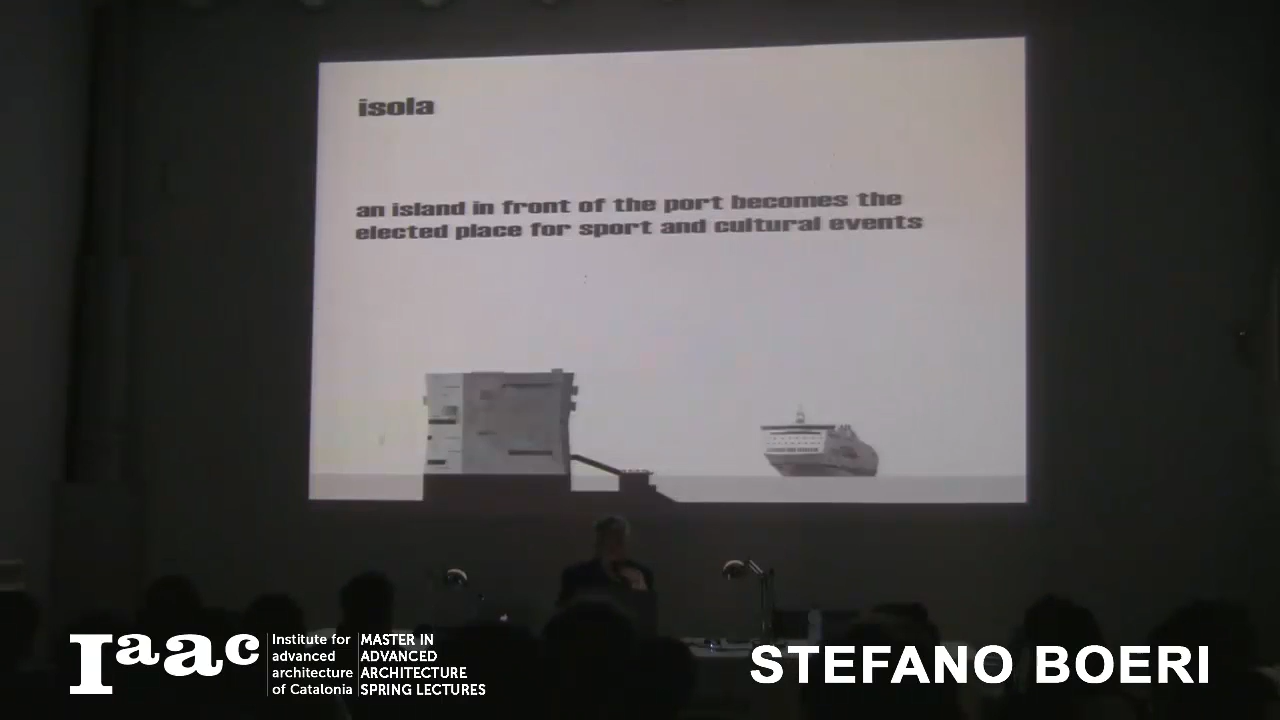 isola
an island in front of the port becomes the
elected place for sport and cultural events
Iaac
Institute for
advanced
architecture
of Catalonia
MASTER IN
ADVANCED
ARCHITECTURE
SPRING LECTURES
STEFANO BOERI